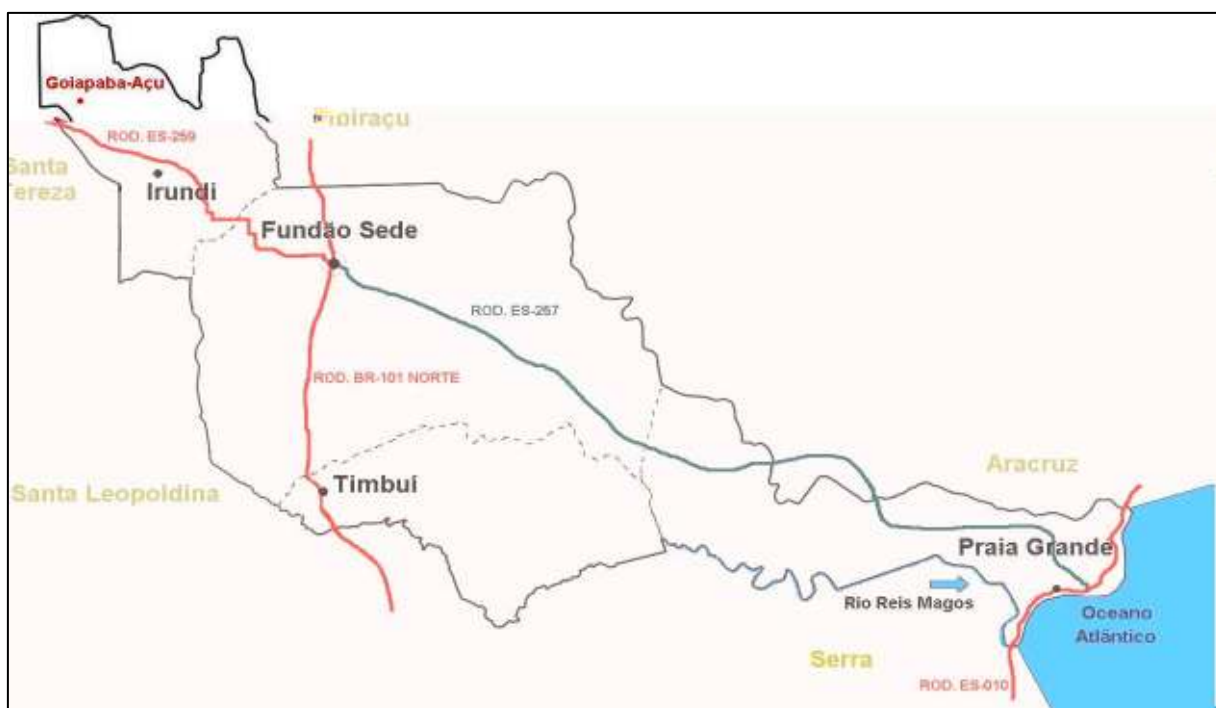 Goiapaba-Açu
ROD. ES-259
Santa
Tereza
Irundi
Fundão Sede
ROD. ES-257
ROD. BR-101 NORTE
Timbuí
Santa Leopoldina
Aracruz
Praia Grande
Rio Reis Magos
Oceano
Atlântico
Serra
ROD. ES-010